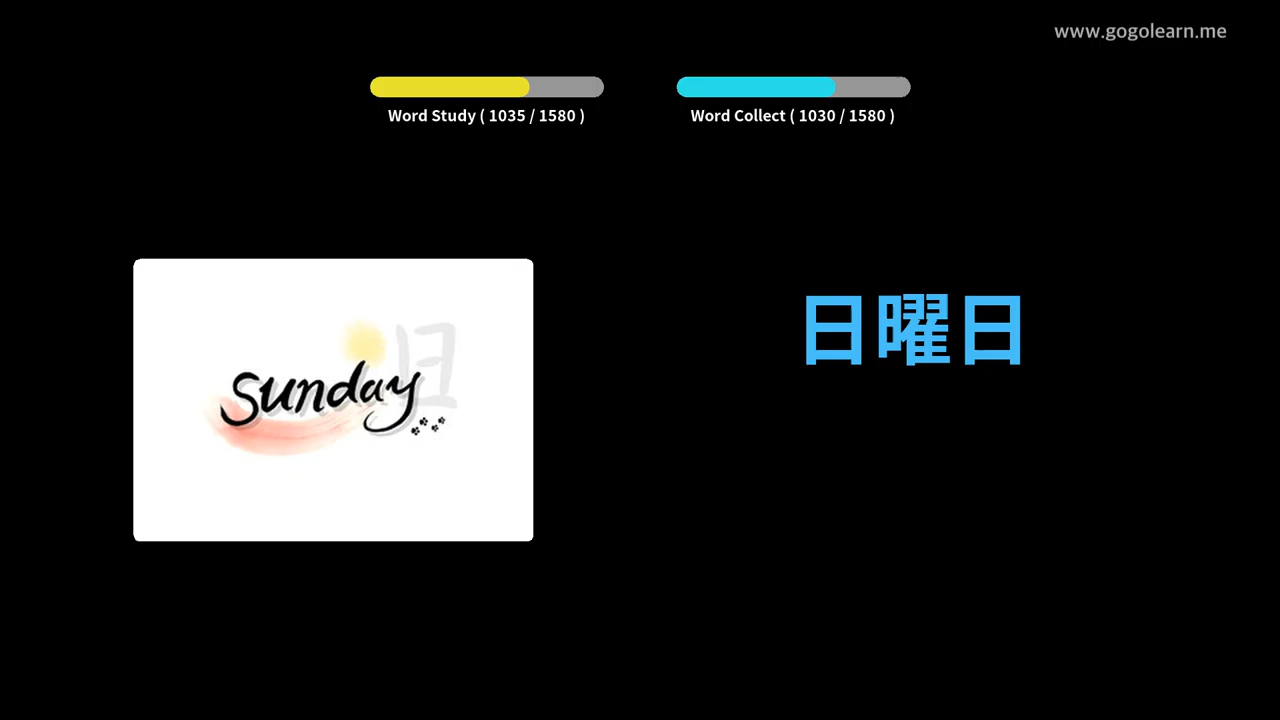 www.gogolearn.me
Word Study ( 1035 / 1580 )
Word Collect ( 1030 / 1580 )
日曜日
日
Sunday